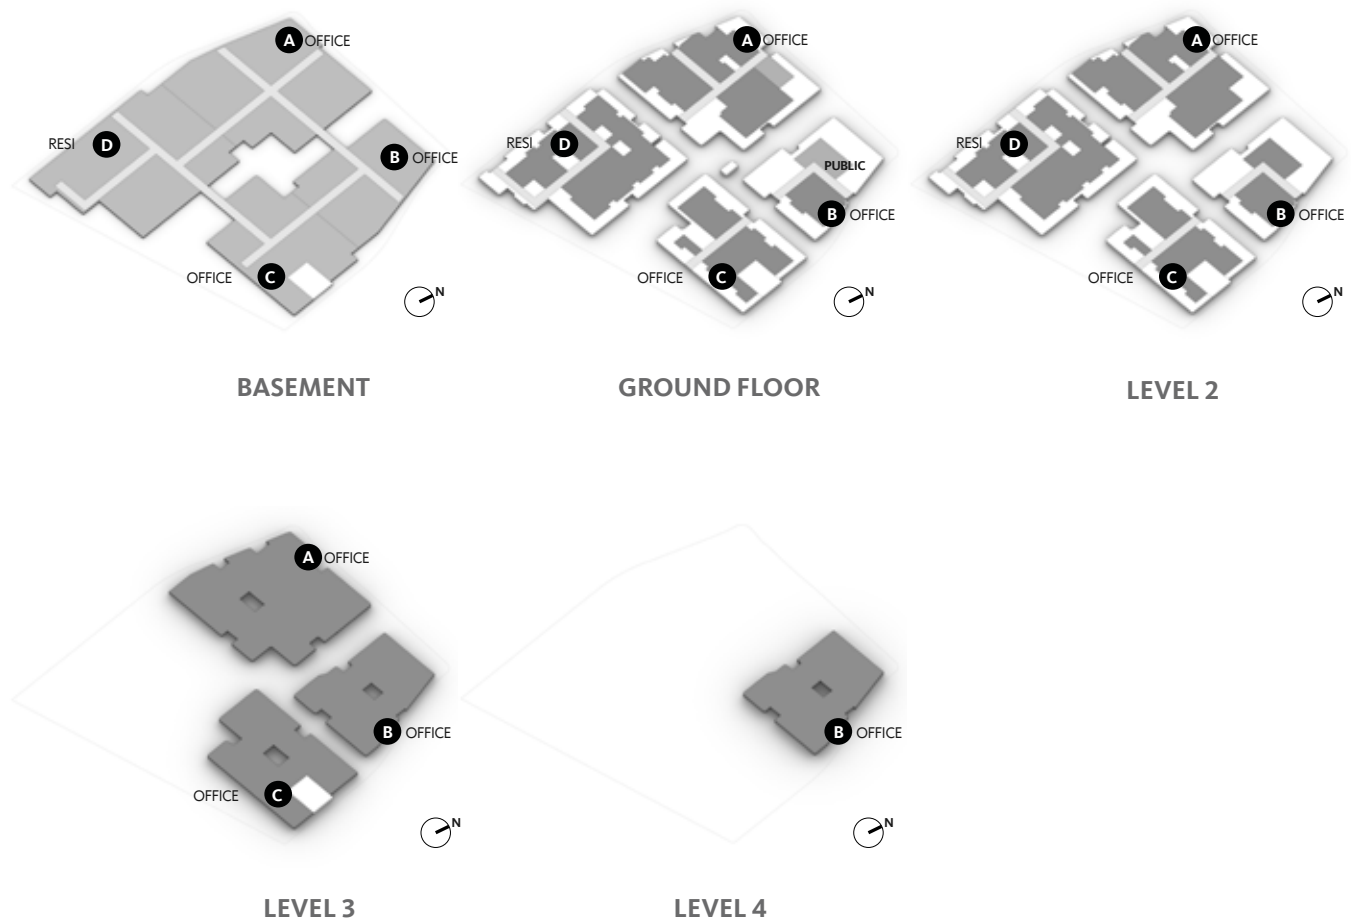 A OFFICE
RESI D
B OFFICE
OFFICE C
N
BASEMENT
A OFFICE
RESI D
PUBLIC
B OFFICE
OFFICE C
N
GROUND FLOOR
A OFFICE
RESI D
B OFFICE
OFFICE C
N
LEVEL 2
A OFFICE
B OFFICE
OFFICE C
N
LEVEL 3
B OFFICE
N
LEVEL 4